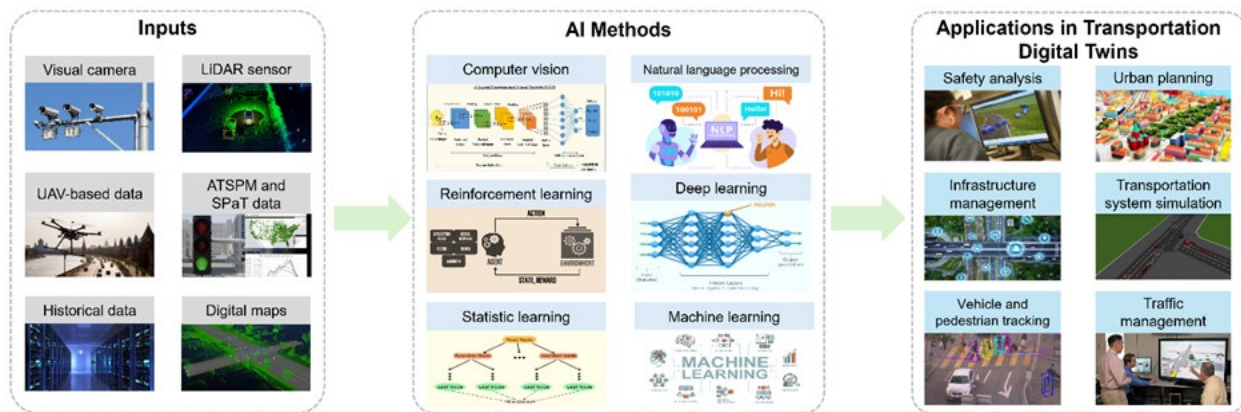 Inputs
Visual camera
LiDAR sensor
UAV-based data
ATSPM and
SPaT data
Historical data
Digital maps
AI Methods
Computer vision
Natural language processing
101010
100101
Hi!
Hello!
NLP
Reinforcement learning
ACTION
AGENT
ENVIRONMENT
STATE, REWARD
Deep learning
neuron
Statistic learning
Machine learning
MACHINE
LEARNING
Applications in Transportation
Digital Twins
Safety analysis
Urban planning
Infrastructure
management
Transportation
system simulation
Vehicle and
pedestrian tracking
Traffic
management